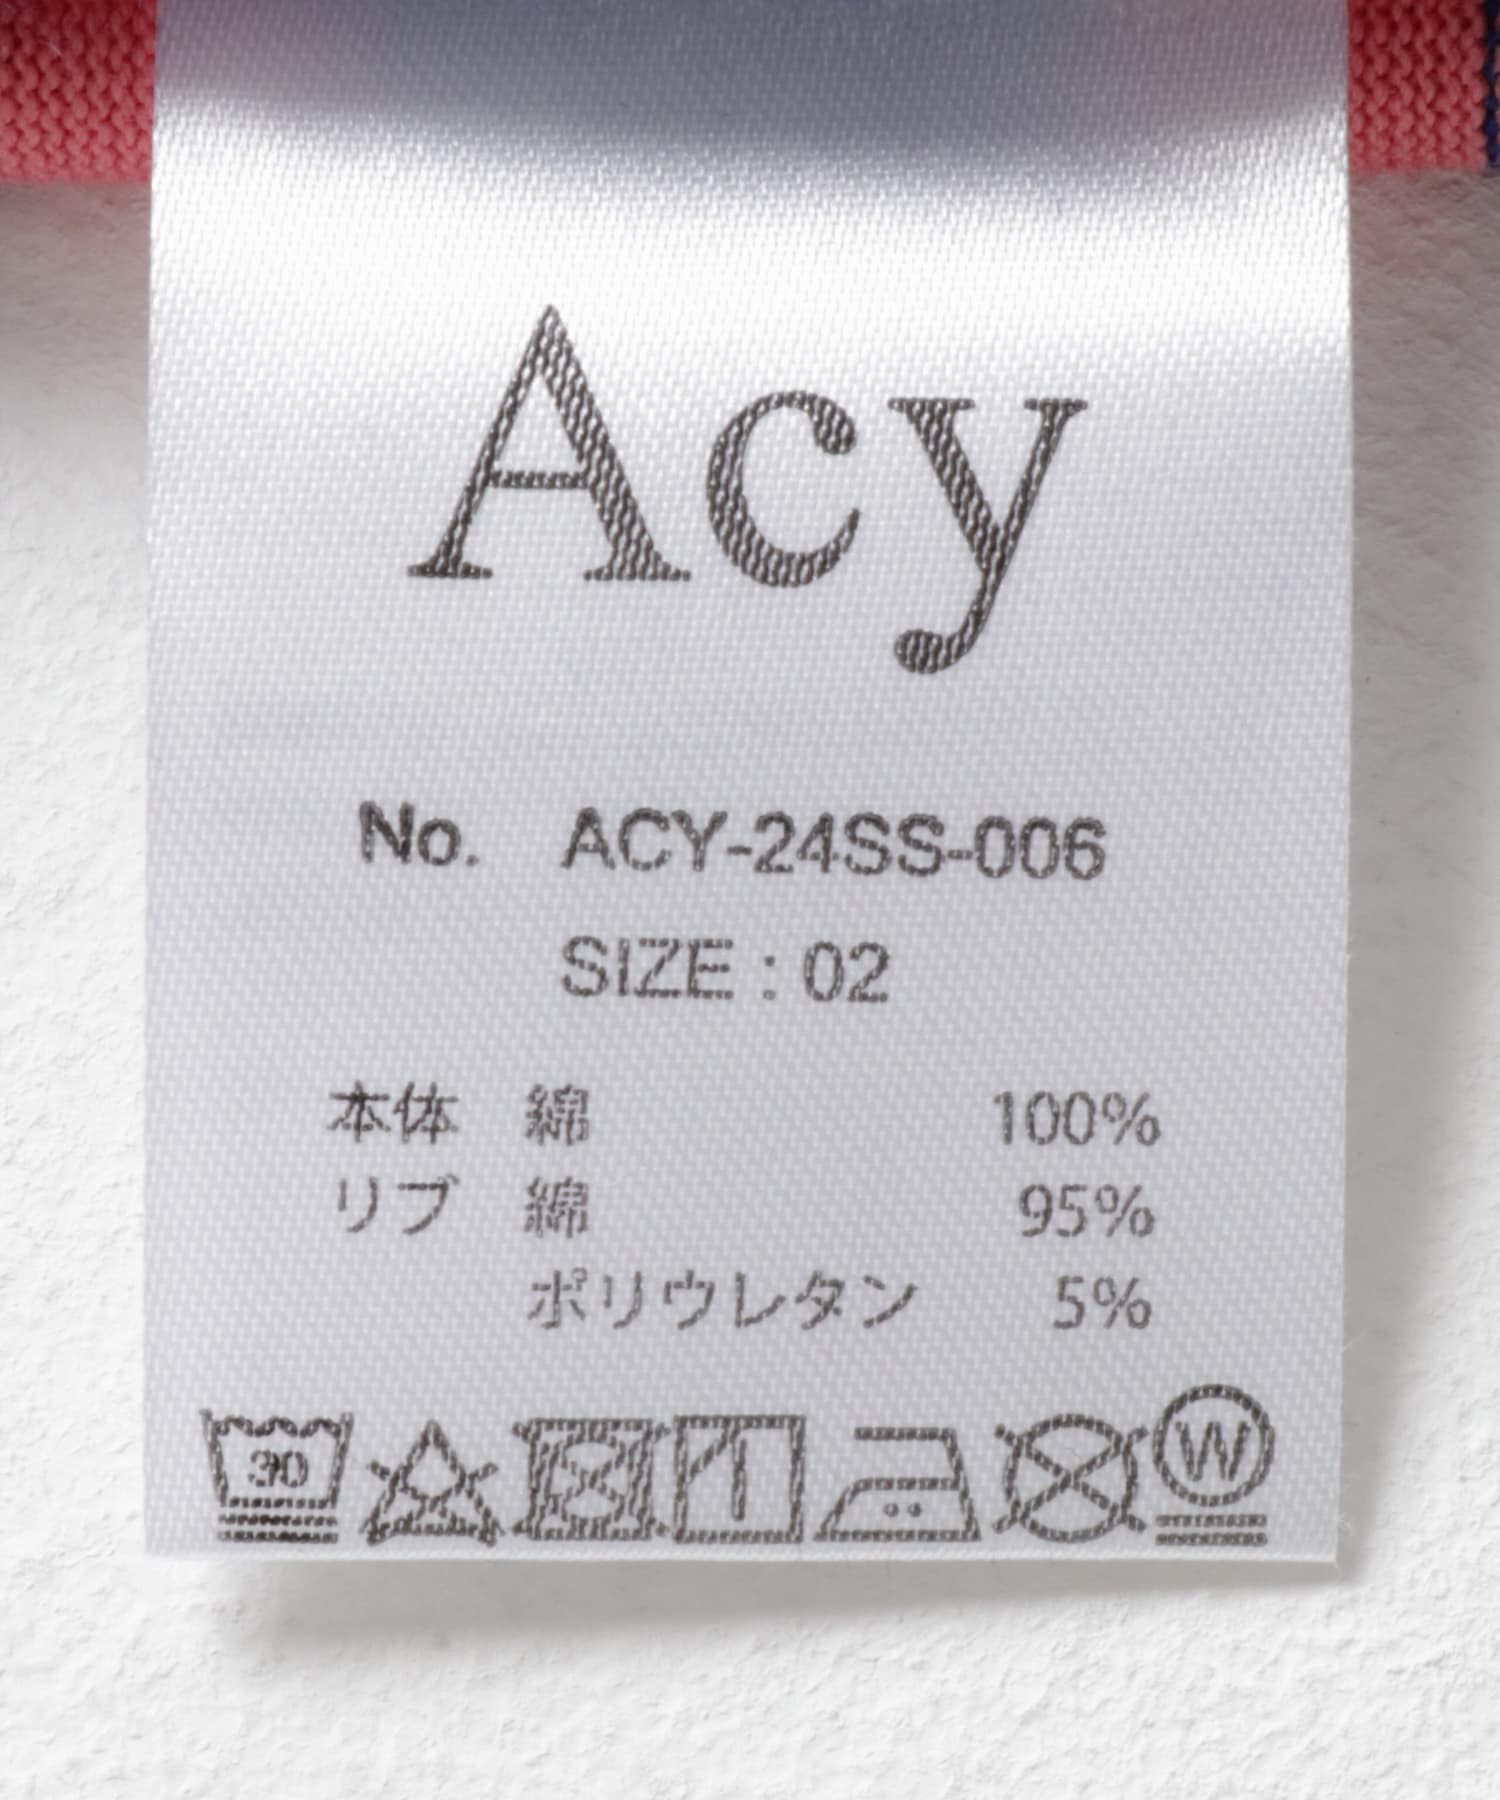 Acy
No. ACY-24SS-006
SIZE : 02
本体 綿 100%
リブ 綿 95%
ポリウレタン 5%
30 W